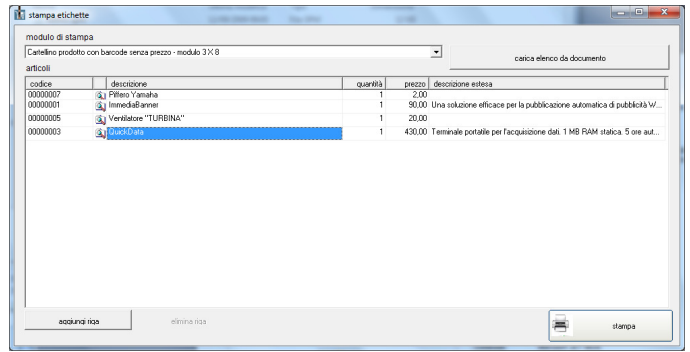 stampa etichette
modulo di stampa
Cartellino prodotto con barcode senza prezzo - modulo 3 X 8
carica elenco da documento
articoli
codice descrizione quantità prezzo descrizione estesa
00000007 Piffero Yamaha 1 2,00
00000001 ImmediaBanner 1 90,00 Una soluzione efficace per la pubblicazione automatica di pubblicità W...
00000005 Ventilatore "TURBINA" 1 20,00
00000003 QuickData 1 430,00 Terminale portatile per l'acquisizione dati. 1 MB RAM statica. 5 ore aut...
aggiungi riga elimina riga stampa